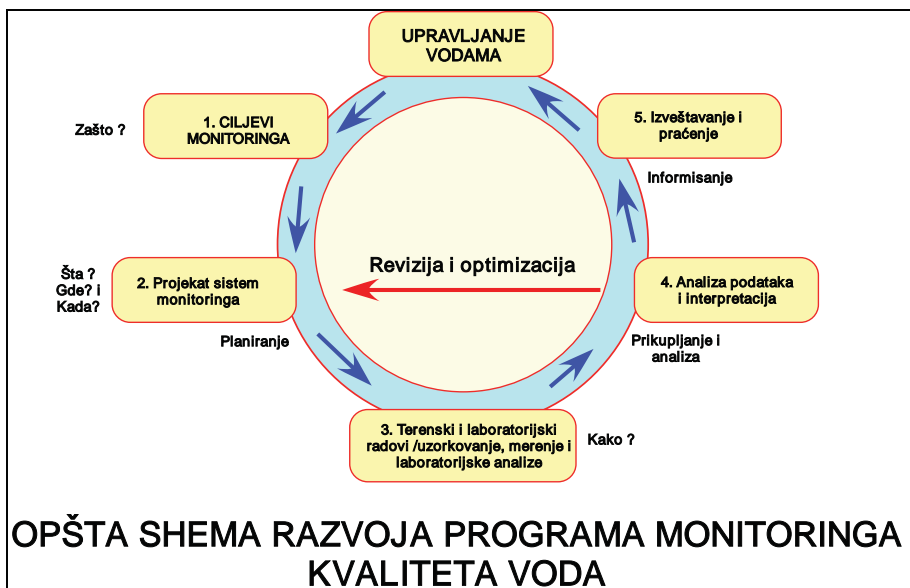 UPRAVLJANJE
VODAMA
Zašto ?
1. CILJEVI
MONITORINGA
5. Izveštavanje i
praćenje
Informisanje
Šta ?
Gde? i
Kada?
2. Projekat sistem
monitoringa
Planiranje
Revizija i optimizacija
4. Analiza podataka
i interpretacija
Prikupljanje i
analiza
3. Terenski i laboratorijski
radovi /uzorkovanje, merenje i
laboratorijske analize
Kako ?
OPŠTA SHEMA RAZVOJA PROGRAMA MONITORINGA
KVALITETA VODA